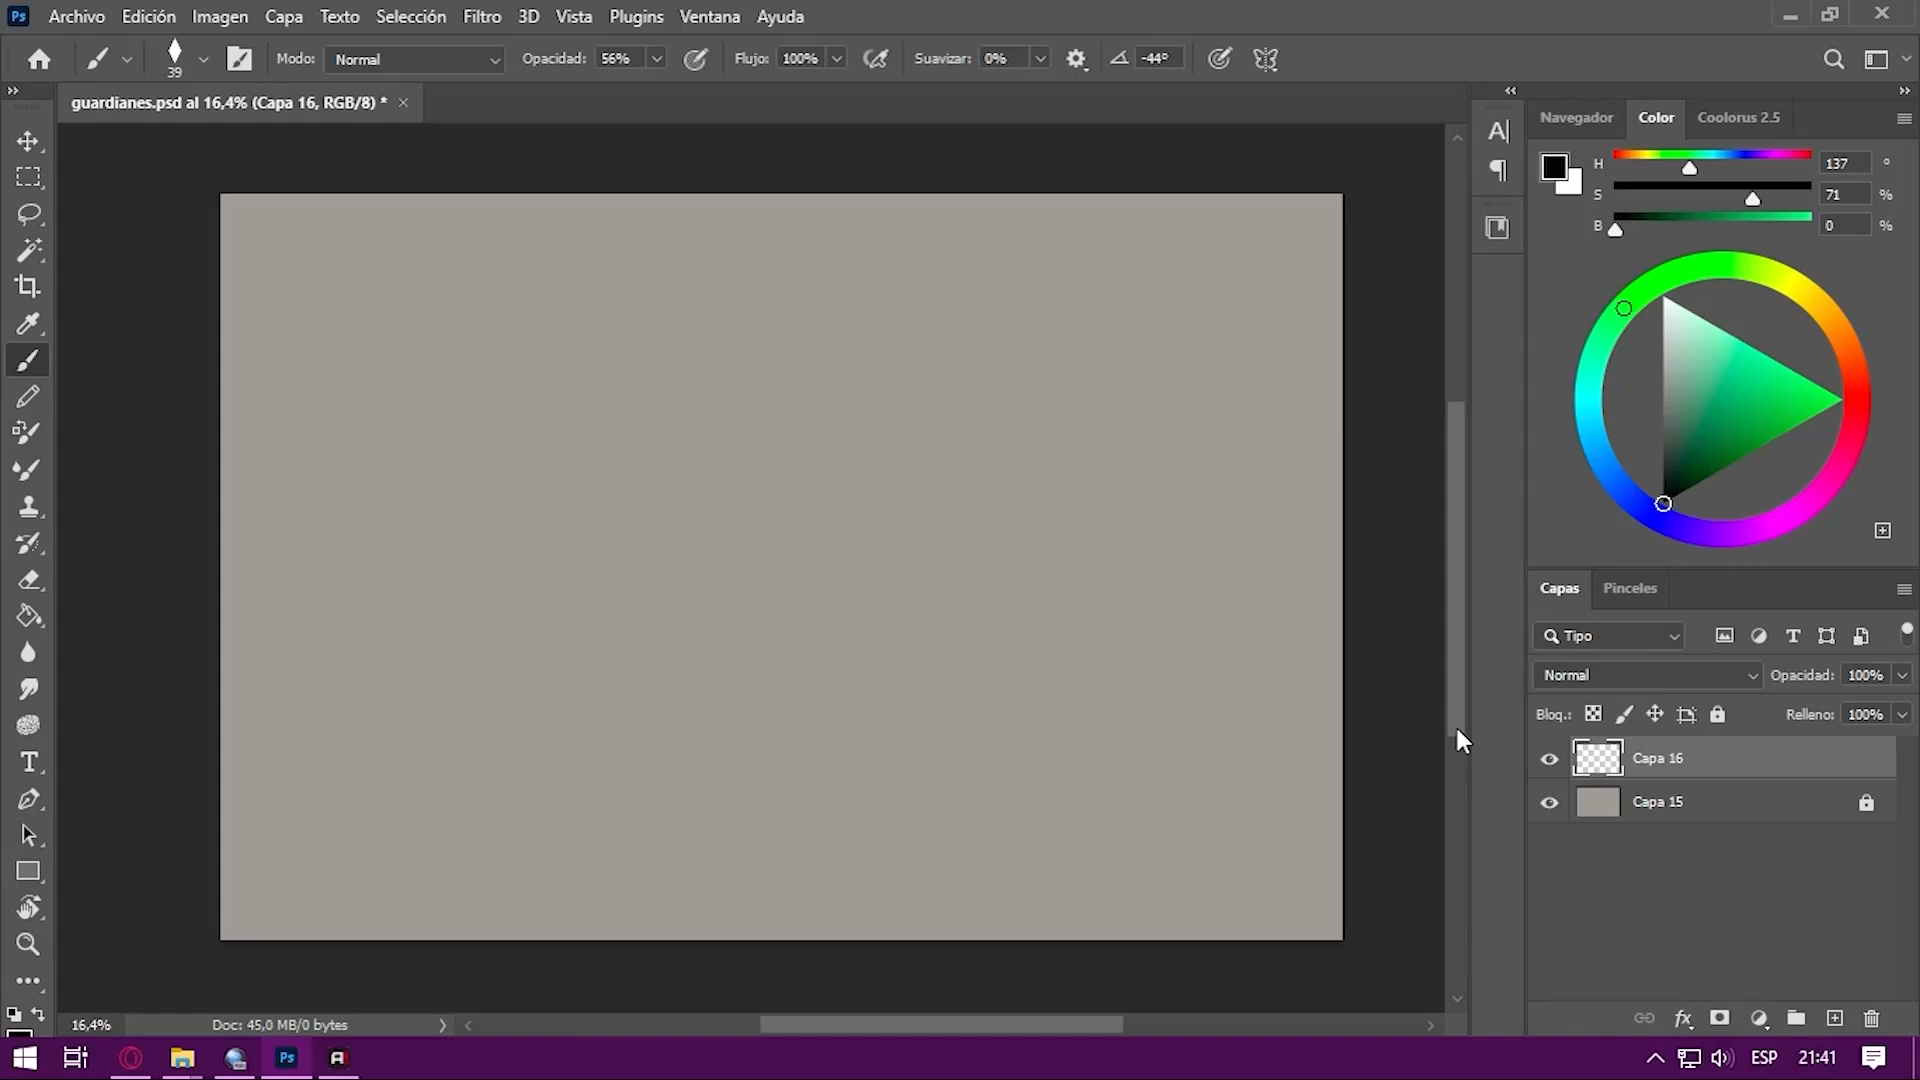 Ps Archivo Edición Imagen Capa Texto Selección Filtro 3D Vista Plugins Ventana Ayuda
39 Modo: Normal Opacidad: 56% Flujo: 100% Suavizar: 0% -44°
guardianes.psd al 16,4% (Capa 16, RGB/8) *
Navegador Color Coolorus 2.5
H 137 °
S 71 %
B 0 %
Capas Pinceles
Tipo
Normal Opacidad: 100%
Bloq.: Relleno: 100%
Capa 16
Capa 15
fx
16,4% Doc: 45,0 MB/0 bytes
Ps A ESP 21:41